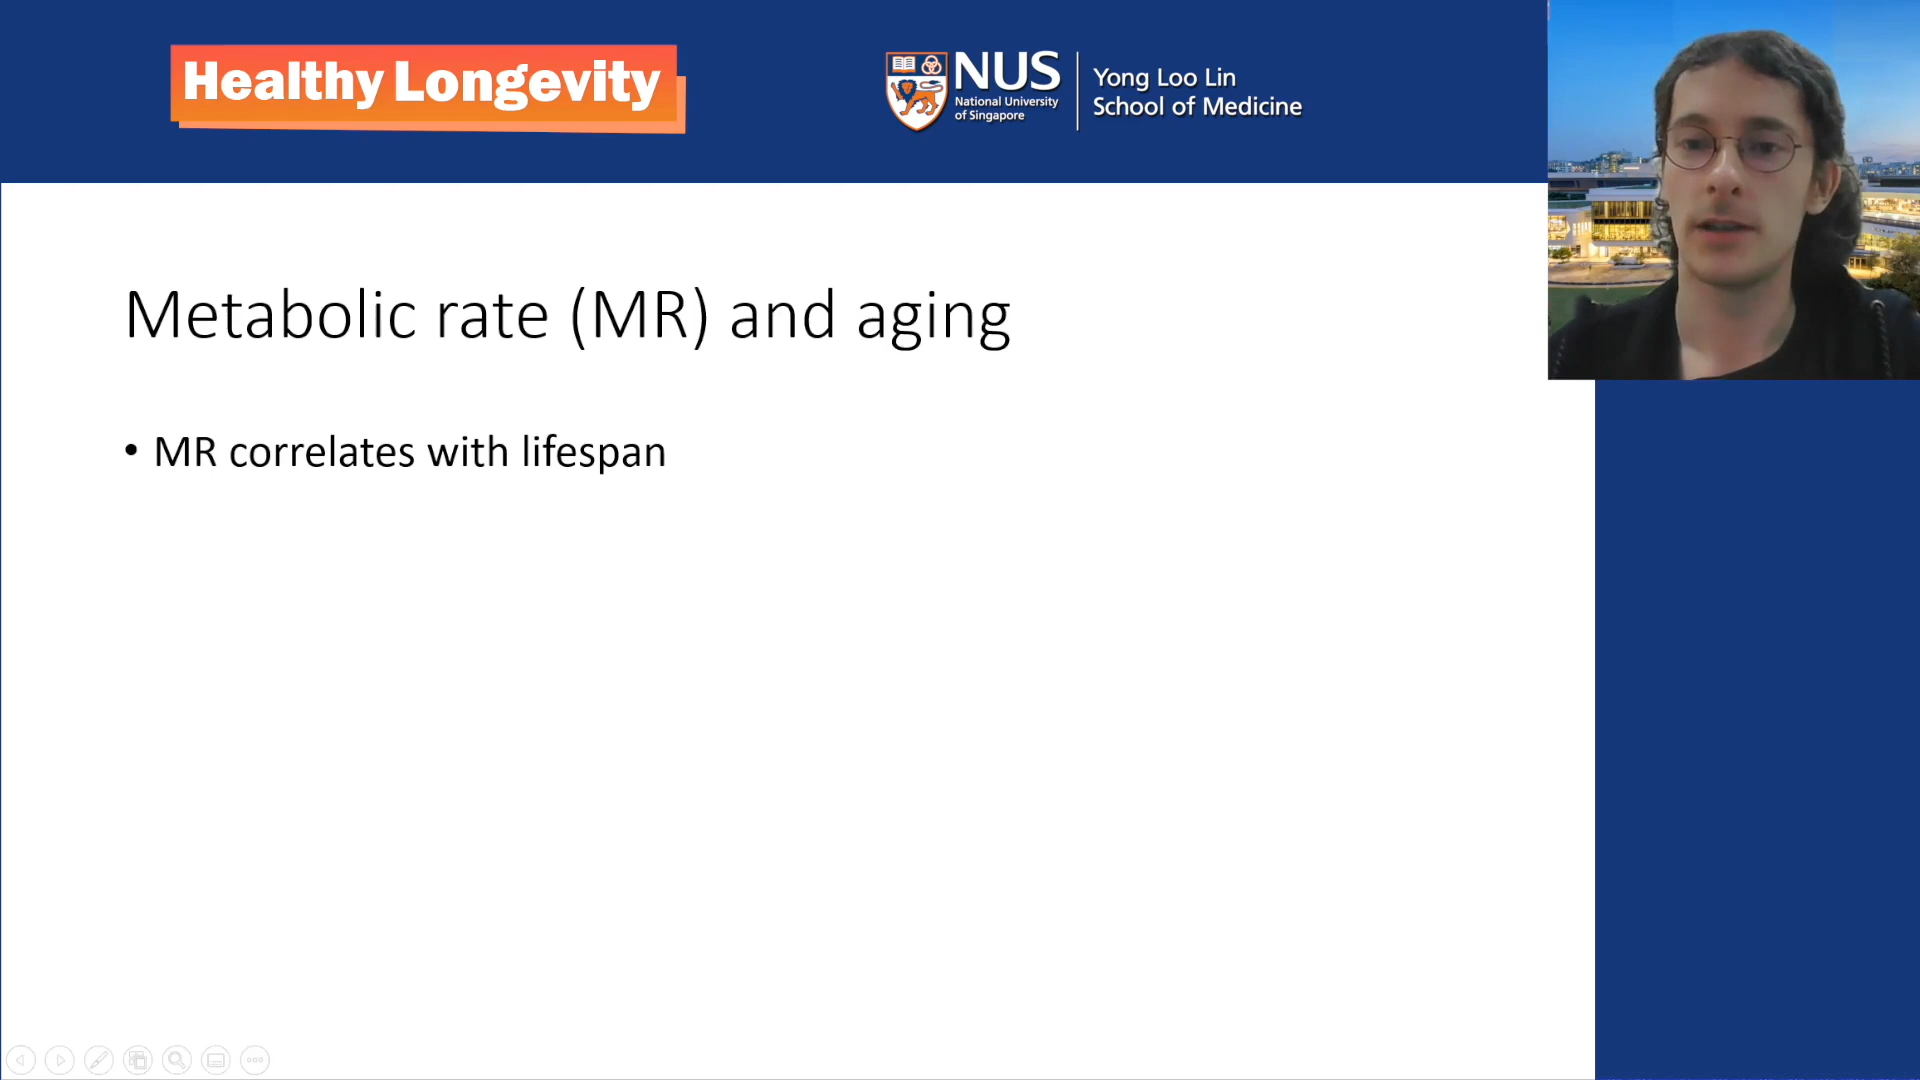 Healthy Longevity
NUS
National University
of Singapore
Yong Loo Lin
School of Medicine
Metabolic rate (MR) and aging
• MR correlates with lifespan